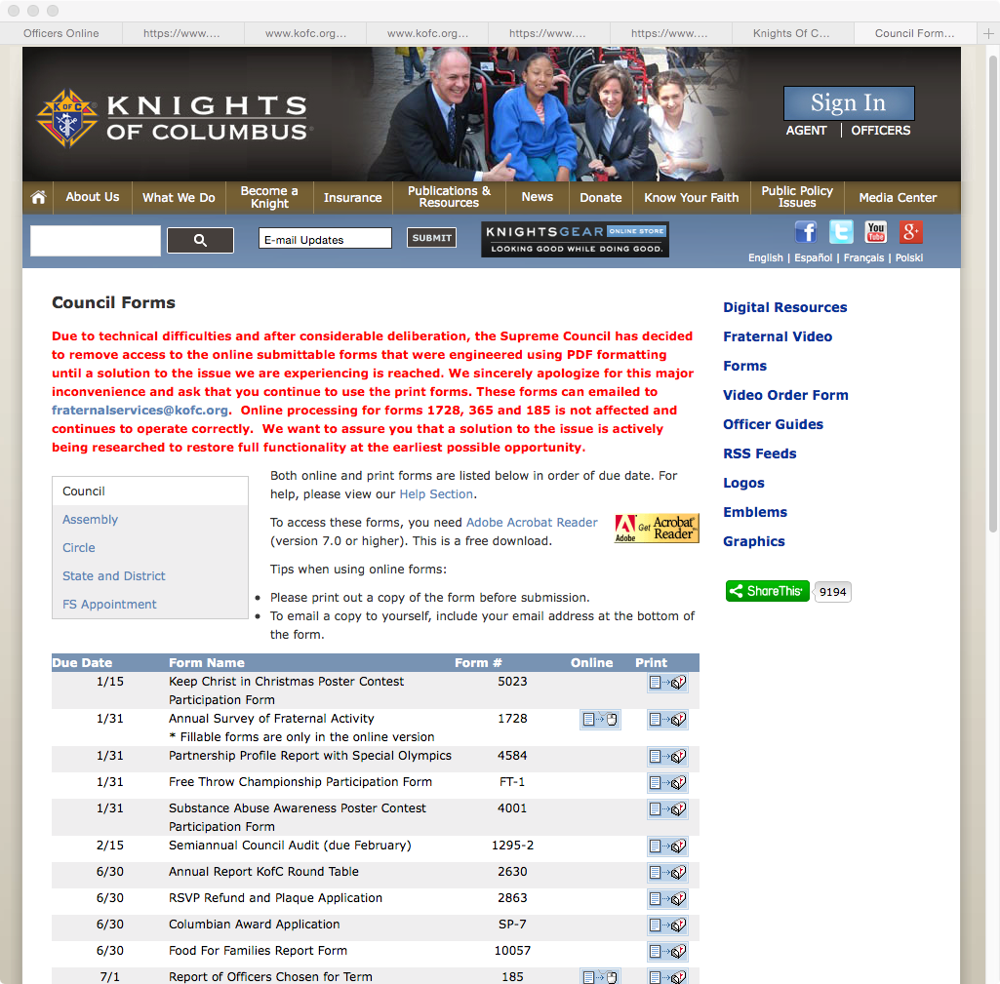 Officers Online
https://www....
www.kofc.org...
www.kofc.org...
https://www....
https://www....
Knights Of C...
Council Form...
K OF C
KNIGHTS
OF COLUMBUS
Sign In
AGENT | OFFICERS
About Us
What We Do
Become a
Knight
Insurance
Publications &
Resources
News
Donate
Know Your Faith
Public Policy
Issues
Media Center
E-mail Updates
SUBMIT
KNIGHTSGEAR ONLINE STORE
LOOKING GOOD WHILE DOING GOOD.
f
You
Tube
g+
English | Español | Français | Polski
Council Forms
Due to technical difficulties and after considerable deliberation, the Supreme Council has decided
to remove access to the online submittable forms that were engineered using PDF formatting
until a solution to the issue we are experiencing is reached. We sincerely apologize for this major
inconvenience and ask that you continue to use the print forms. These forms can emailed to
fraternalservices@kofc.org.  Online processing for forms 1728, 365 and 185 is not affected and
continues to operate correctly.  We want to assure you that a solution to the issue is actively
being researched to restore full functionality at the earliest possible opportunity.
Council
Assembly
Circle
State and District
FS Appointment
Both online and print forms are listed below in order of due date. For
help, please view our Help Section.
To access these forms, you need Adobe Acrobat Reader
(version 7.0 or higher). This is a free download.
Adobe
Get Acrobat
Reader
Tips when using online forms:
• Please print out a copy of the form before submission.
• To email a copy to yourself, include your email address at the bottom of
the form.
Digital Resources
Fraternal Video
Forms
Video Order Form
Officer Guides
RSS Feeds
Logos
Emblems
Graphics
ShareThis 9194
Due Date Form Name Form # Online Print
1/15 Keep Christ in Christmas Poster Contest 5023
Participation Form
1/31 Annual Survey of Fraternal Activity 1728
* Fillable forms are only in the online version
1/31 Partnership Profile Report with Special Olympics 4584
1/31 Free Throw Championship Participation Form FT-1
1/31 Substance Abuse Awareness Poster Contest 4001
Participation Form
2/15 Semiannual Council Audit (due February) 1295-2
6/30 Annual Report KofC Round Table 2630
6/30 RSVP Refund and Plaque Application 2863
6/30 Columbian Award Application SP-7
6/30 Food For Families Report Form 10057
7/1 Report of Officers Chosen for Term 185